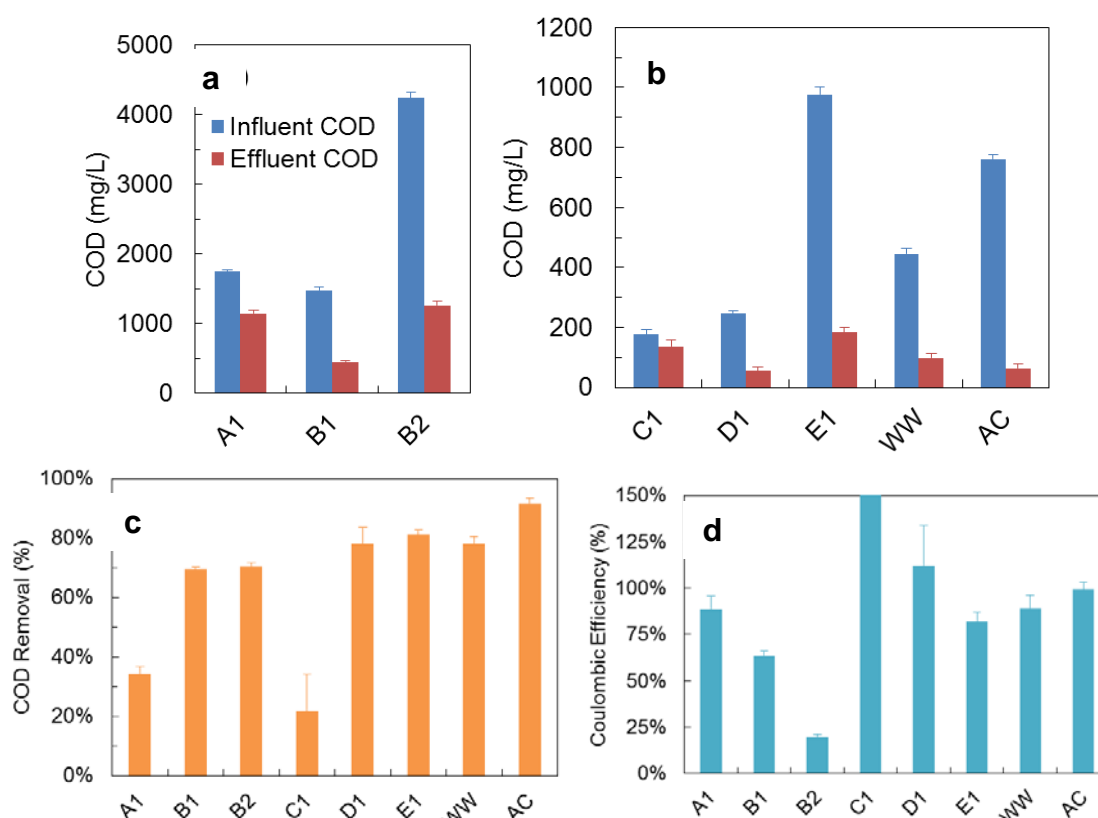 a )
Influent COD
Effluent COD
COD (mg/L)
5000
4000
3000
2000
1000
0
A1
B1
B2
b
COD (mg/L)
1200
1000
800
600
400
200
0
C1
D1
E1
WW
AC
c
COD Removal (%)
100%
80%
60%
40%
20%
0%
A1
B1
B2
C1
D1
E1
WW
AC
d
Coulombic Efficiency (%)
150%
125%
100%
75%
50%
25%
0%
A1
B1
B2
C1
D1
E1
WW
AC